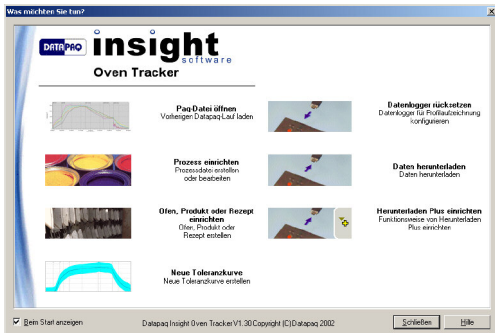 Was möchten Sie tun?
DATAPAQ
insight
software
Oven Tracker
Paq-Datei öffnen
Vorherigen Datapaq-Lauf laden
Datenlogger rücksetzen
Datenlogger für Profilaufzeichnung
konfigurieren
Prozess einrichten
Prozessdatei erstellen
oder bearbeiten
Daten herunterladen
Daten herunterladen
Ofen, Produkt oder Rezept
einrichten
Ofen, Produkt oder
Rezept erstellen
Herunterladen Plus einrichten
Funktionsweise von Herunterladen
Plus einrichten
Neue Toleranzkurve
Neue Toleranzkurve erstellen
Beim Start anzeigen
Datapaq Insight Oven Tracker V1.30 Copyright (C) Datapaq 2002
Schließen
Hilfe